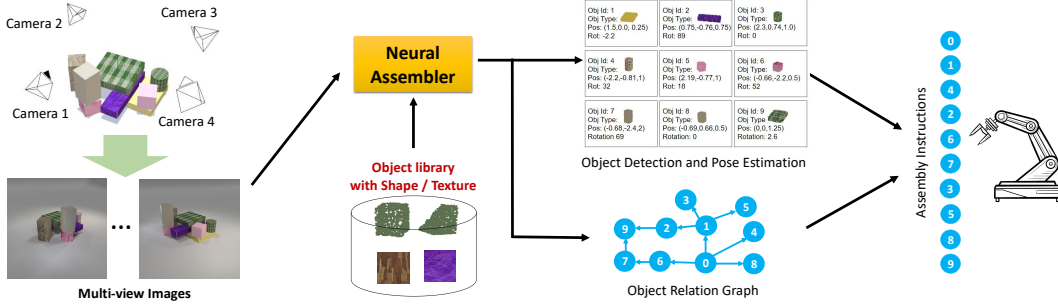 Camera 2
Camera 3
Camera 1
Camera 4
...
Multi-view Images
Neural
Assembler
Object library
with Shape / Texture
Obj Id: 1
Obj Type:
Pos: (1.5,0.0, 0.25)
Rot: -2.2
Obj Id: 2
Obj Type:
Pos: (0.75,-0.76,0.75)
Rot: 89
Obj Id: 3
Obj Type:
Pos: (2.3,0.74,1.0)
Rot: 0
Obj Id: 4
Obj Type:
Pos: (-2.2,-0.81,1)
Rot: 32
Obj Id: 5
Obj Type:
Pos: (2.19,-0.77,1)
Rot: 18
Obj Id: 6
Obj Type:
Pos: (-0.66,-2.2,0.5)
Rot: 52
Obj Id: 7
Obj Type:
Pos: (-0.68,-2.4,2)
Rotation 69
Obj Id: 8
Obj Type:
Pos: (-0.69,0.66,0.5)
Rotation: 0
Obj Id: 9
Obj Type:
Pos: (0,0,1.25)
Rotation: 2.6
Object Detection and Pose Estimation
3
5
9
2
1
4
7
6
0
8
Object Relation Graph
Assembly Instructions
0
1
4
2
6
7
3
5
8
9